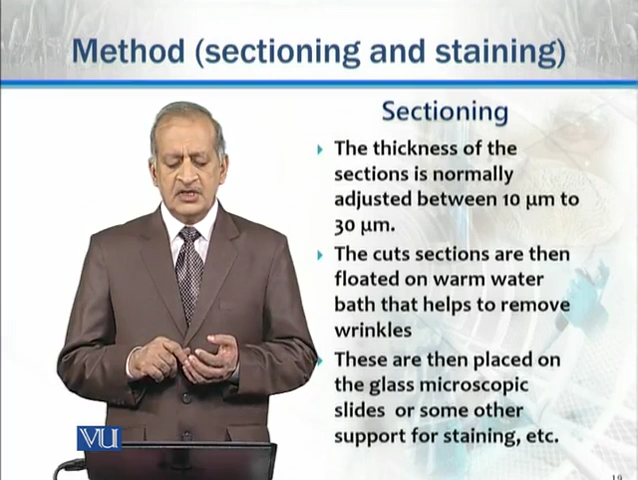 Method (sectioning and staining)
Sectioning
The thickness of the
sections is normally
adjusted between 10 µm to
30 µm.
The cuts sections are then
floated on warm water
bath that helps to remove
wrinkles
These are then placed on
the glass microscopic
slides or some other
support for staining, etc.
VU
19